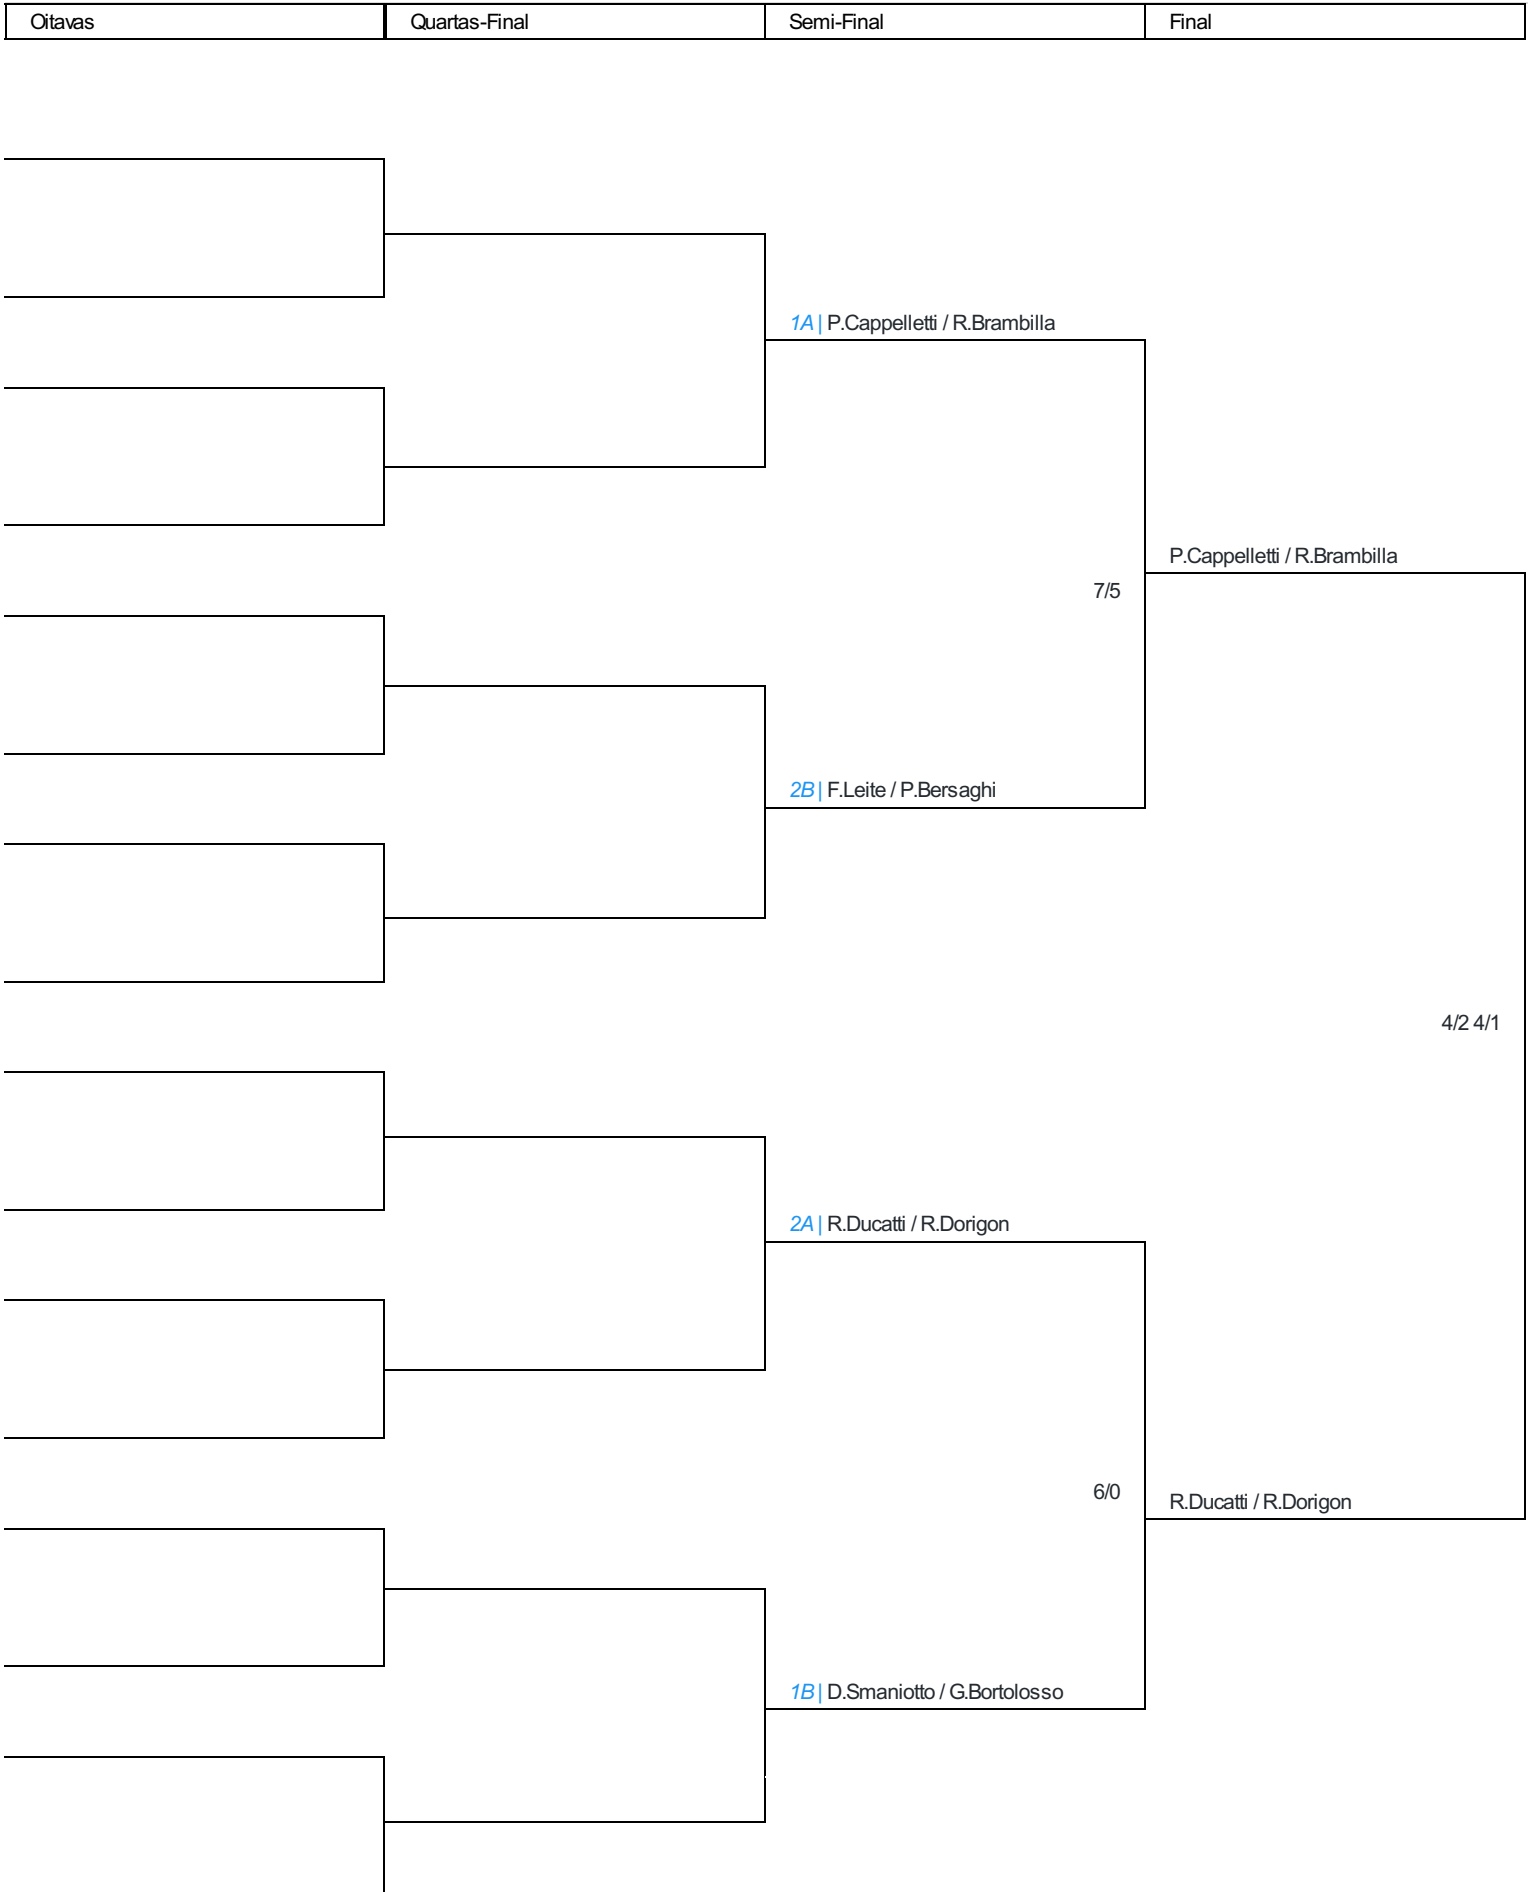 Oitavas
Quartas-Final
Semi-Final
Final
1A | P.Cappelletti / R.Brambilla
P.Cappelletti / R.Brambilla
7/5
2B | F.Leite / P.Bersaghi
4/2 4/1
2A | R.Ducatti / R.Dorigon
6/0
R.Ducatti / R.Dorigon
1B | D.Smaniotto / G.Bortolosso